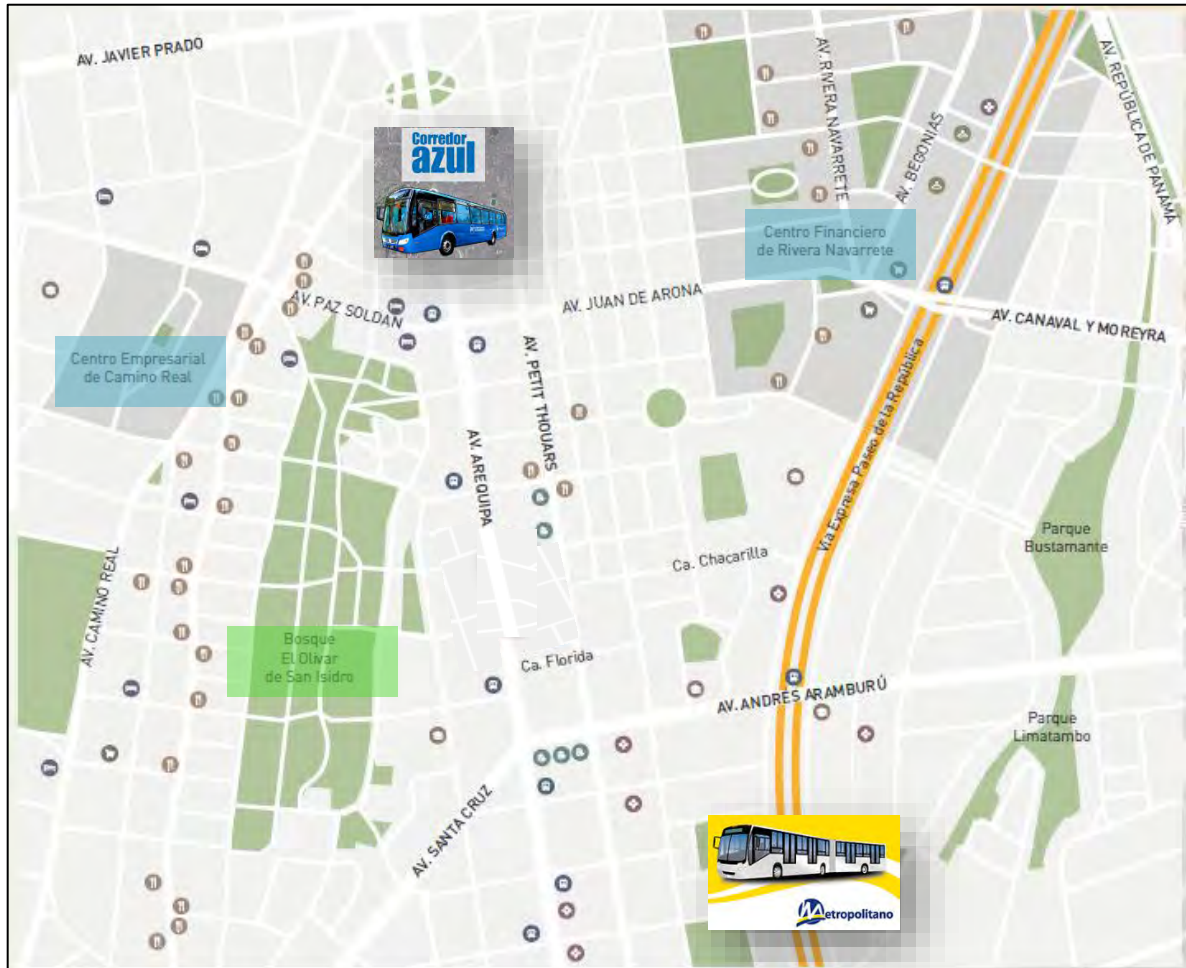 AV. JAVIER PRADO
AV. RIVERA NAVARRETE
AV. REPÚBLICA DE PANAMÁ
Corredor
azul
AV. BEGONIAS
Centro Financiero
de Rivera Navarrete
AV. PAZ SOLDAN
AV. JUAN DE ARONA
AV. CANAVAL Y MOREYRA
Centro Empresarial
de Camino Real
AV. PETIT THOUARS
Vía Expresa Paseo de la República
AV. AREQUIPA
Parque
Bustamante
Ca. Chacarilla
AV. CAMINO REAL
Bosque
El Olivar
de San Isidro
Ca. Florida
AV. ANDRES ARAMBURÚ
Parque
Limatambo
AV. SANTA CRUZ
Metropolitano